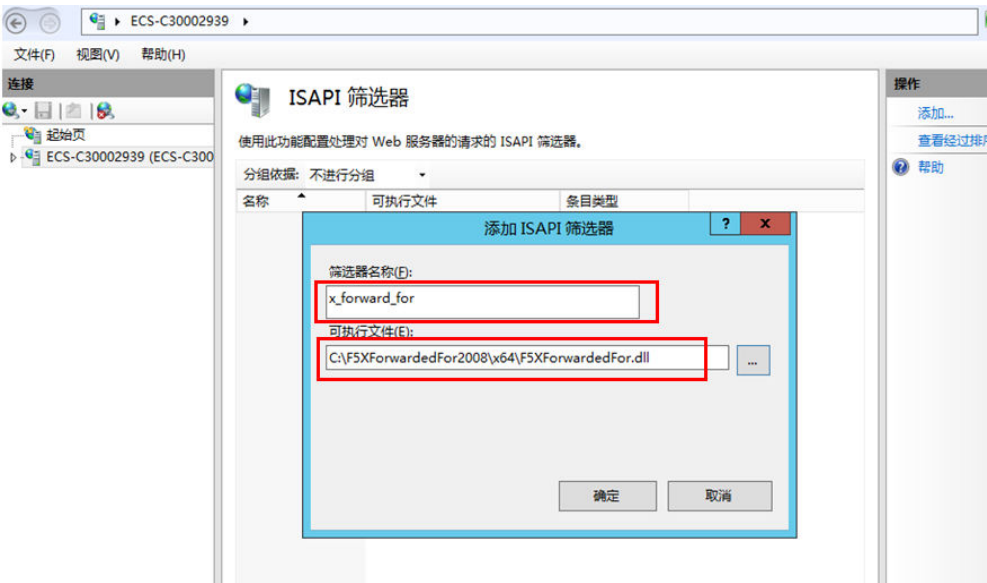 ECS-C30002939
文件(F) 视图(V) 帮助(H)
连接
起始页
ECS-C30002939 (ECS-C300
ISAPI 筛选器
使用此功能配置处理对 Web 服务器的请求的 ISAPI 筛选器。
分组依据: 不进行分组
名称 可执行文件 条目类型
添加 ISAPI 筛选器
? x
筛选器名称(F):
x_forward_for
可执行文件(E):
C:\F5XForwardedFor2008\x64\F5XForwardedFor.dll
...
确定 取消
操作
添加...
查看经过排
帮助